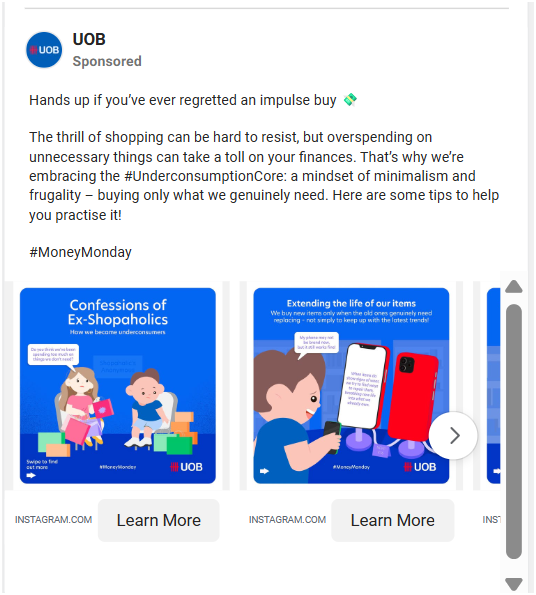 UOB
UOB
Sponsored
Hands up if you’ve ever regretted an impulse buy 💸
The thrill of shopping can be hard to resist, but overspending on
unnecessary things can take a toll on your finances. That’s why we’re
embracing the #UnderconsumptionCore: a mindset of minimalism and
frugality – buying only what we genuinely need. Here are some tips to help
you practise it!
#MoneyMonday
Confessions of
Ex-Shopaholics
How we became underconsumers
Do you think we've been
spending too much on
things we don't need?
Swipe to find
out more
#MoneyMonday
UOB
Extending the life of our items
We buy new items only when the old ones genuinely need
replacing – not simply to keep up with the latest trends!
My phone may not
be brand new,
but it still works fine!
#MoneyMonday
UOB
INSTAGRAM.COM
Learn More
INSTAGRAM.COM
Learn More
INST